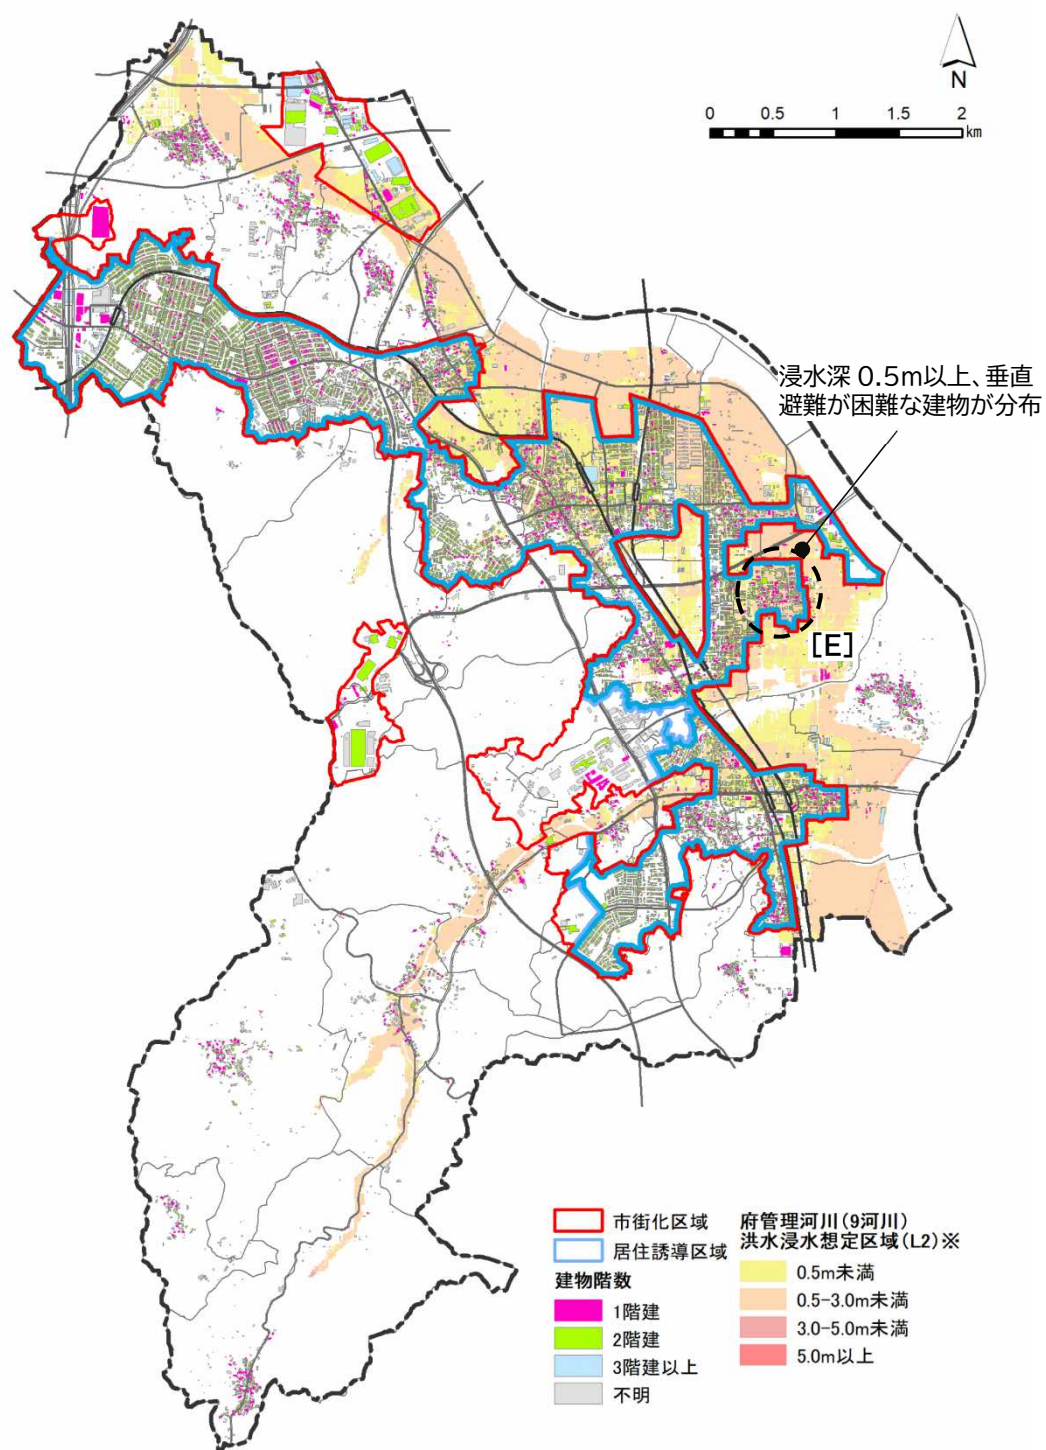 N
0 0.5 1 1.5 2
km
浸水深 0.5m以上、垂直
避難が困難な建物が分布
[E]
市街化区域
居住誘導区域
建物階数
1階建
2階建
3階建以上
不明
府管理河川(9河川)
洪水浸水想定区域(L2)※
0.5m未満
0.5-3.0m未満
3.0-5.0m未満
5.0m以上